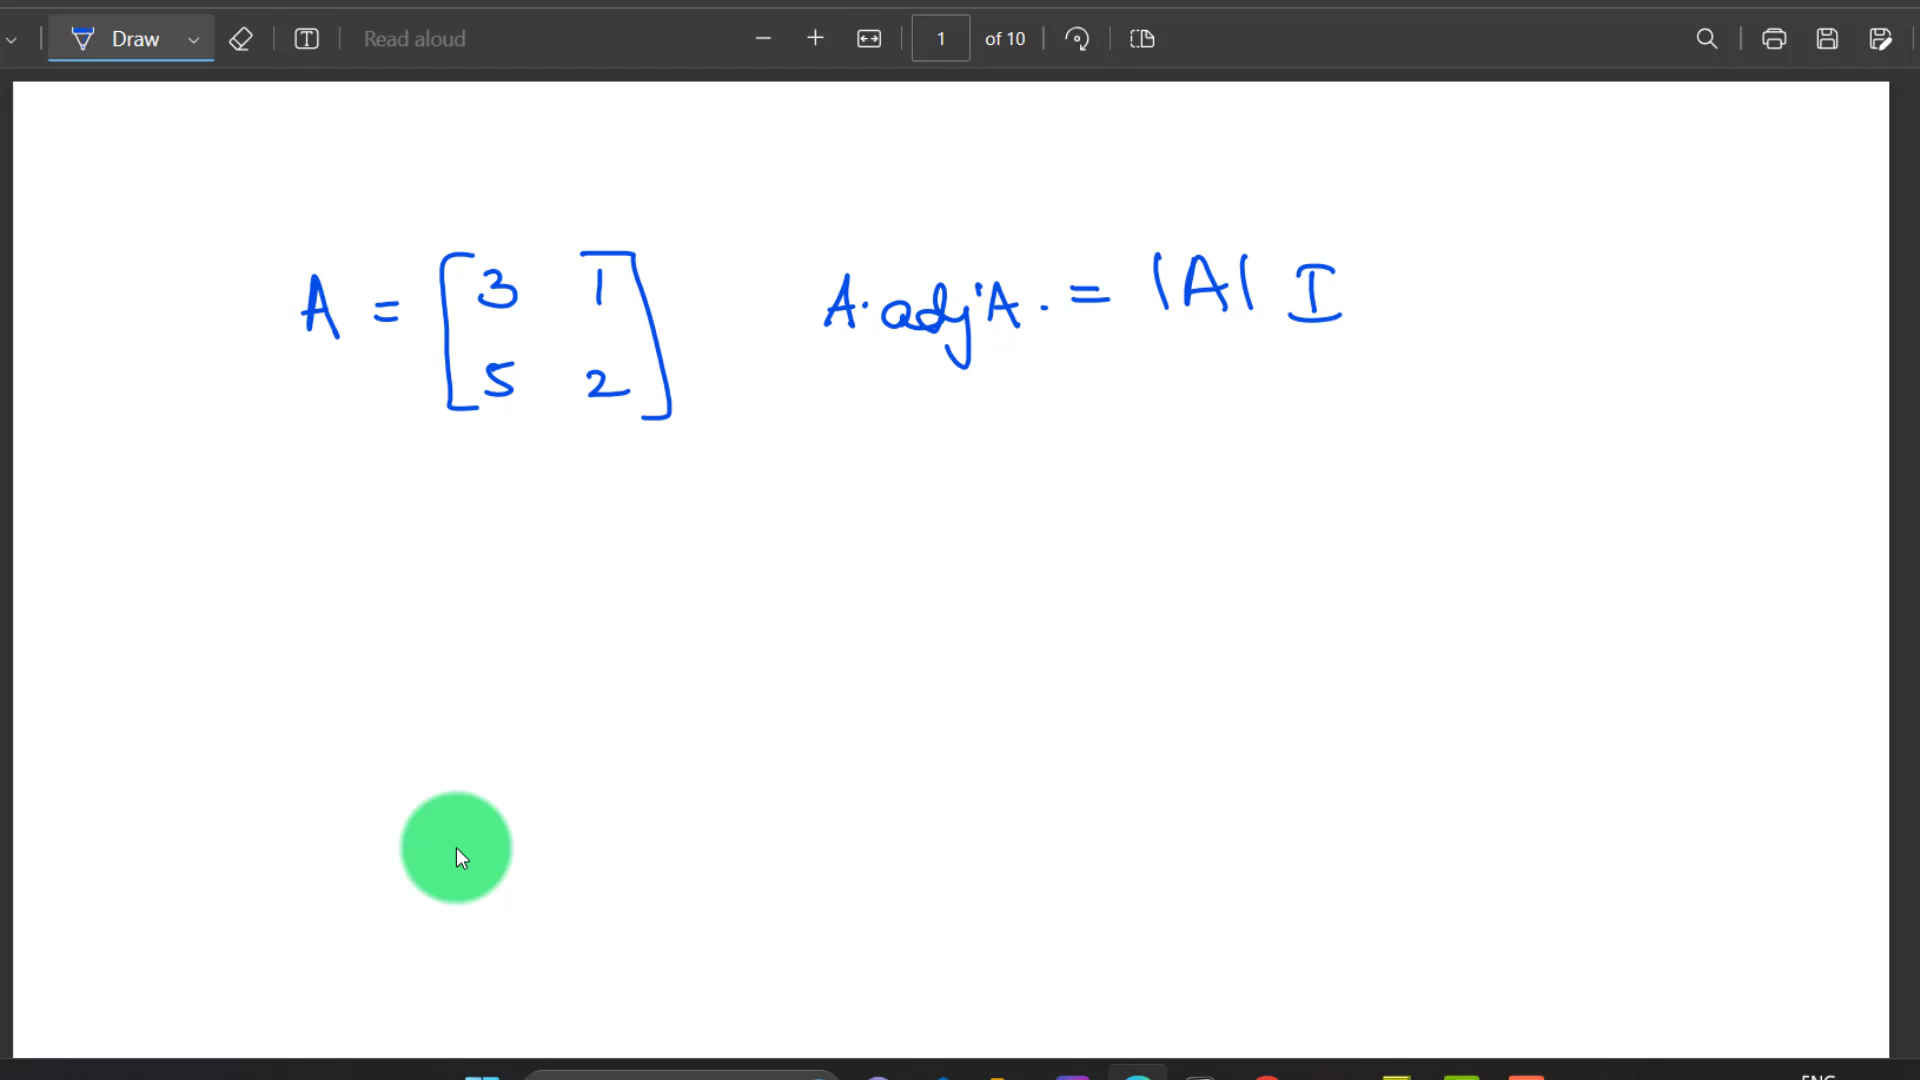 Draw Read aloud 1 of 10
A = [3 1 5 2] A·adj A. = |A| I